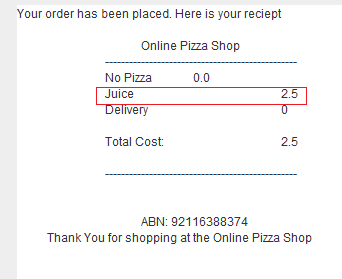 Your order has been placed. Here is your reciept
Online Pizza Shop
------------------------------------------------
No Pizza 0.0
Juice 2.5
Delivery 0
Total Cost: 2.5
------------------------------------------------
ABN: 92116388374
Thank You for shopping at the Online Pizza Shop